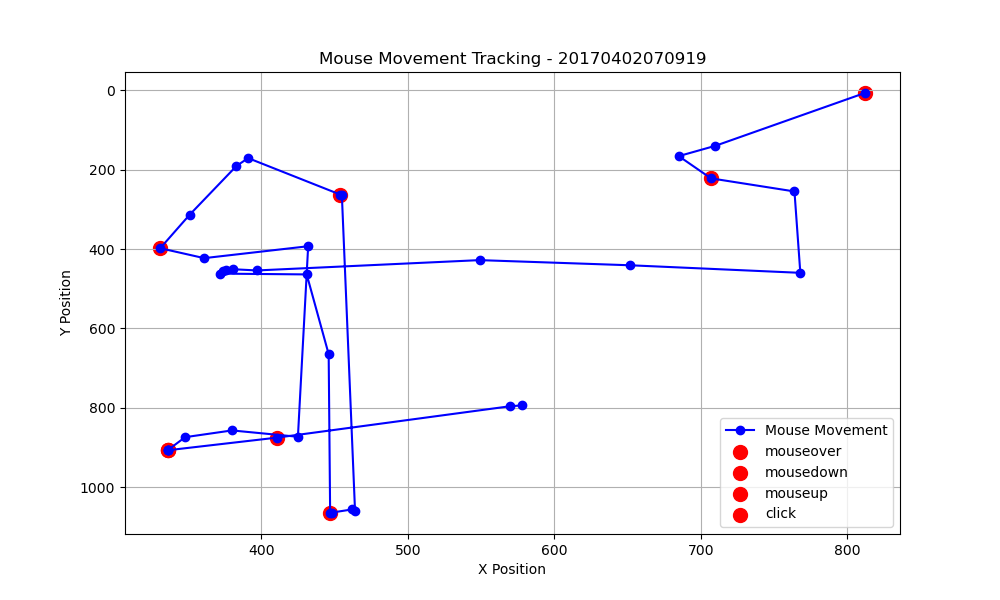 Mouse Movement Tracking - 20170402070919
0
200
400
600
800
1000
Y Position
400
500
600
700
800
X Position
Mouse Movement
mouseover
mousedown
mouseup
click